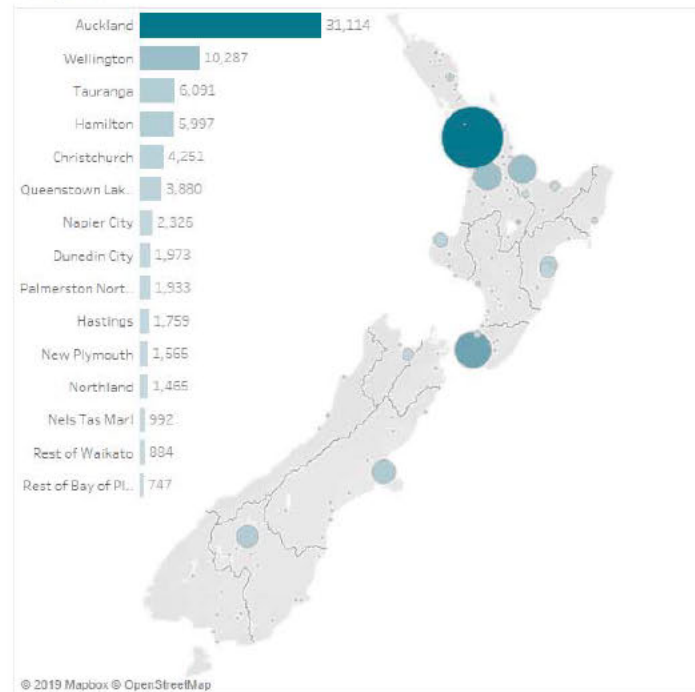 Auckland 31,114
Wellington 10,287
Tauranga 6,091
Hamilton 5,997
Christchurch 4,251
Queenstown Lak.. 3,880
Napier City 2,326
Dunedin City 1,973
Palmerston Nort.. 1,933
Hastings 1,759
New Plymouth 1,565
Northland 1,465
Nels Tas Marl 992
Rest of Waikato 884
Rest of Bay of Pl.. 747
© 2019 Mapbox © OpenStreetMap